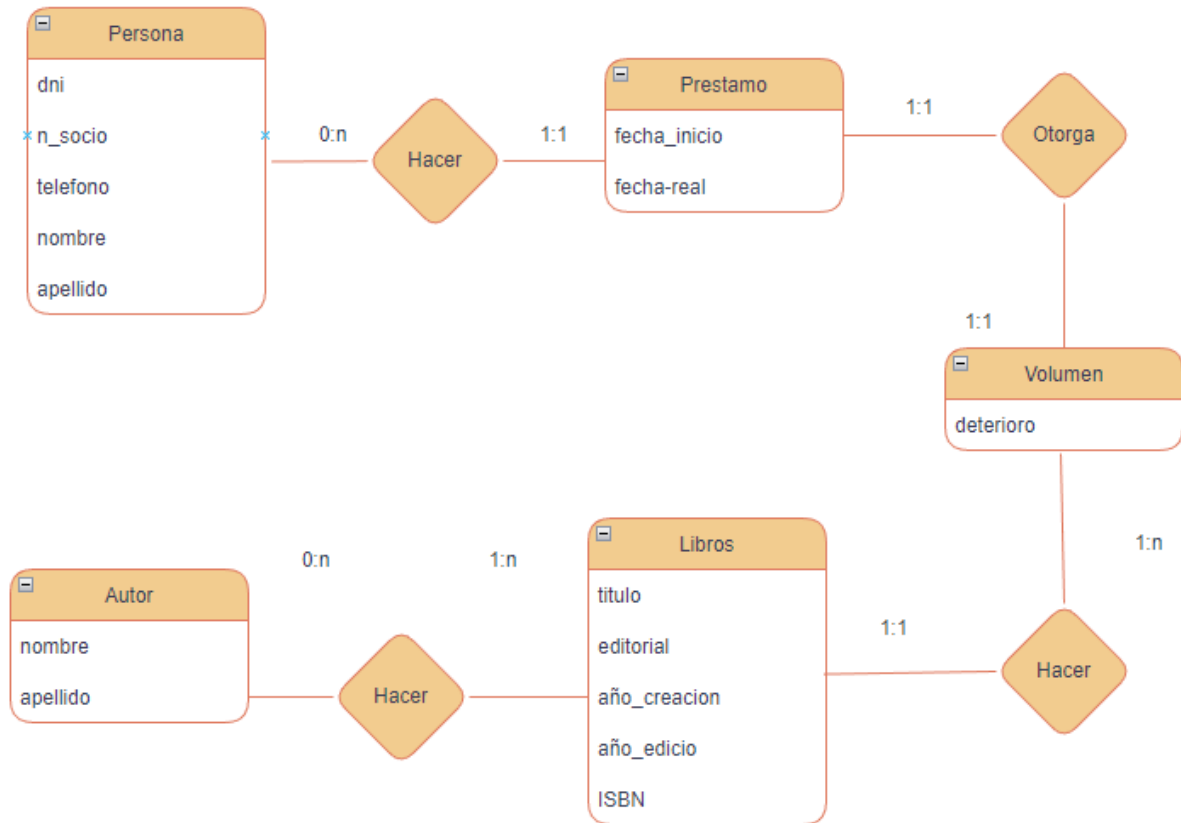 Persona
dni
n_socio
telefono
nombre
apellido
0:n
Hacer
1:1
Prestamo
fecha_inicio
fecha-real
1:1
Otorga
1:1
Volumen
deterioro
1:n
Hacer
1:1
Libros
titulo
editorial
año_creacion
año_edicio
ISBN
1:n
Hacer
0:n
Autor
nombre
apellido